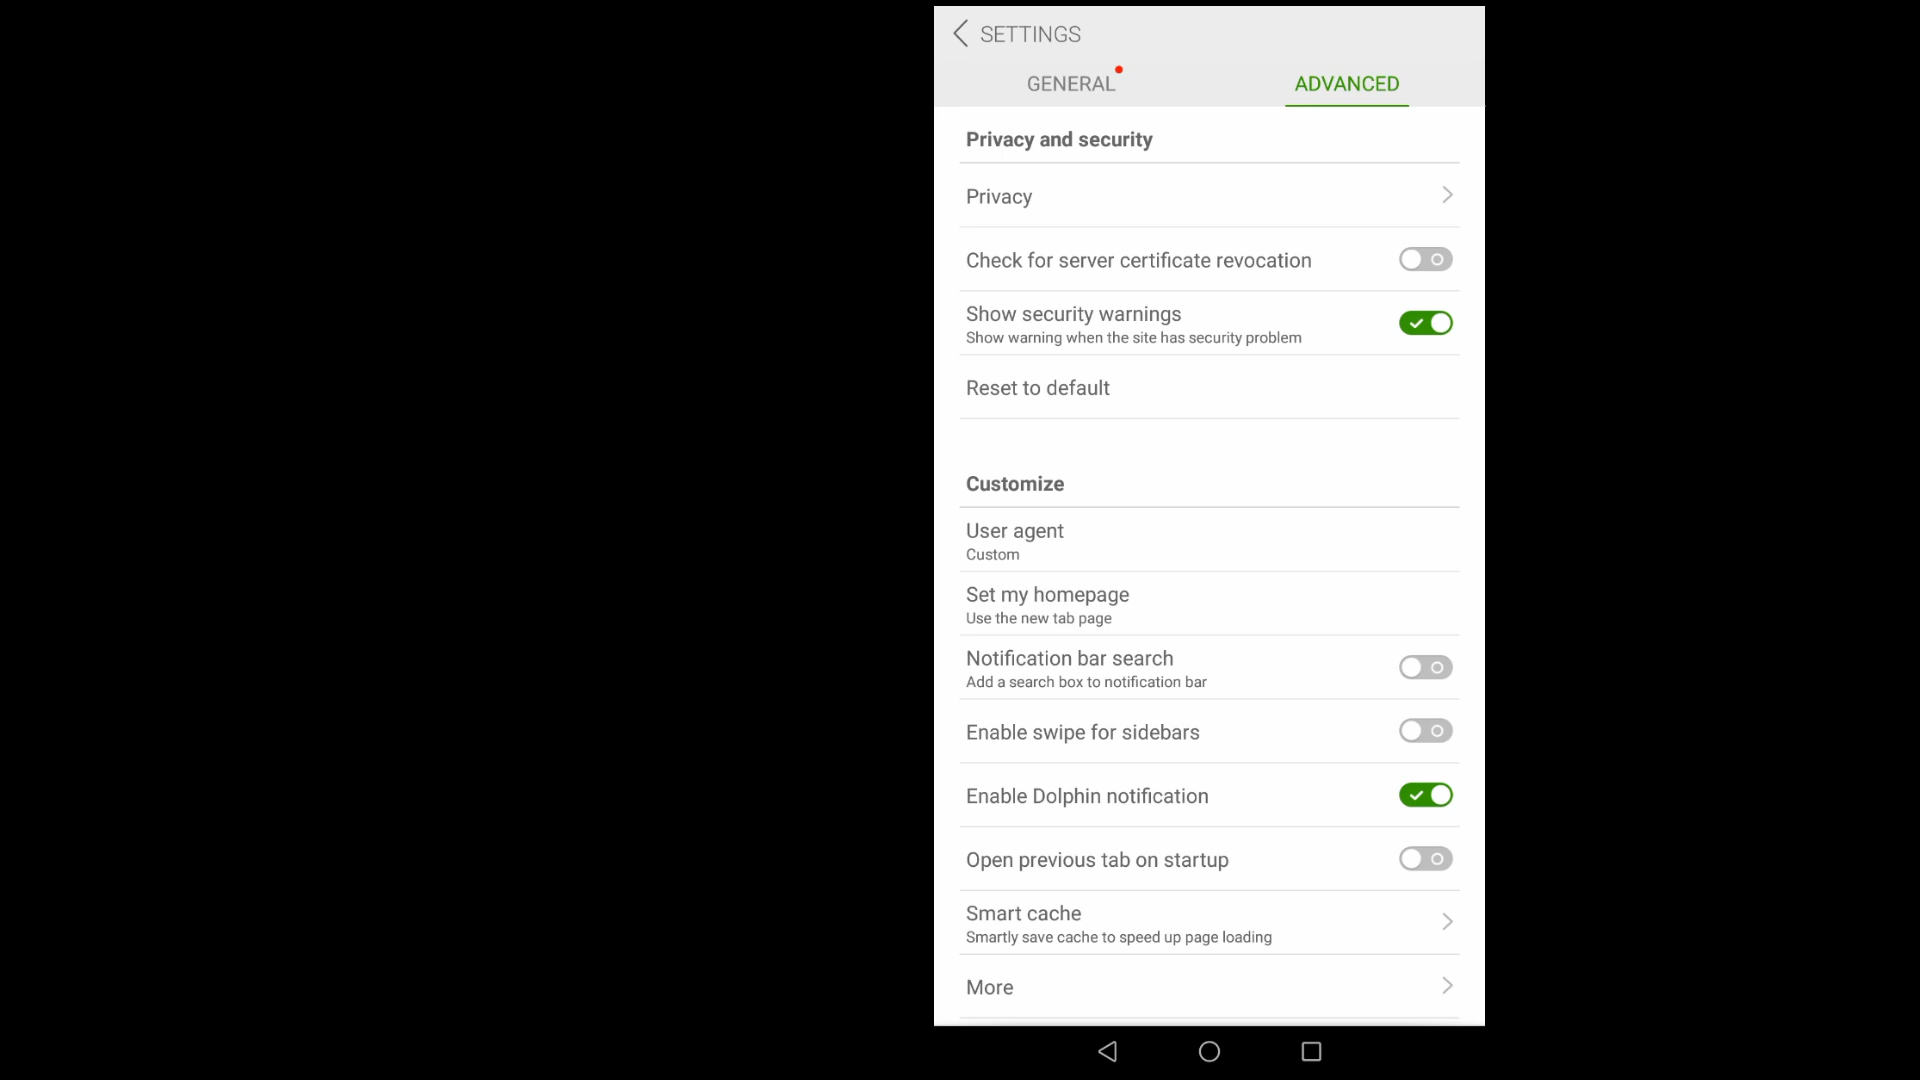 SETTINGS
GENERAL
ADVANCED
Privacy and security
Privacy
Check for server certificate revocation
Show security warnings
Show warning when the site has security problem
Reset to default
Customize
User agent
Custom
Set my homepage
Use the new tab page
Notification bar search
Add a search box to notification bar
Enable swipe for sidebars
Enable Dolphin notification
Open previous tab on startup
Smart cache
Smartly save cache to speed up page loading
More